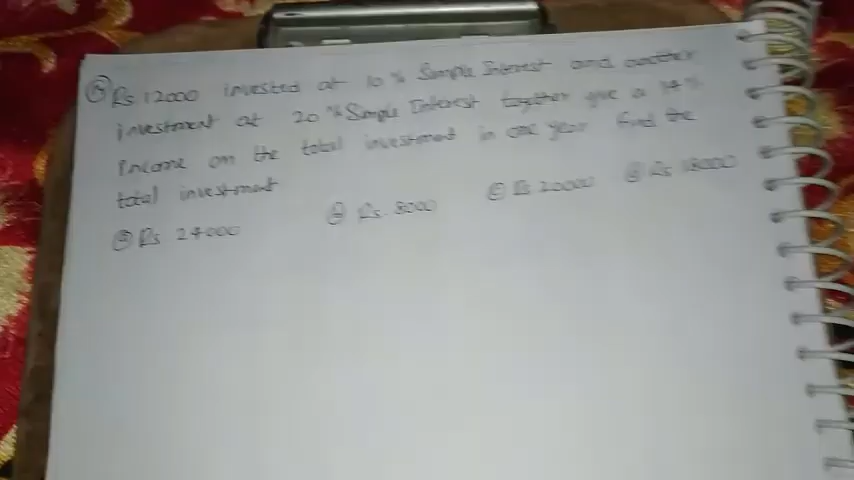 Rs 12000 invested at 10% Simple Interest and another
investment at 20% Simple Interest together give a 14%
income on the total investment in one year find the
total investment
Rs 24000 Rs. 8000 Rs 20000 Rs 18000